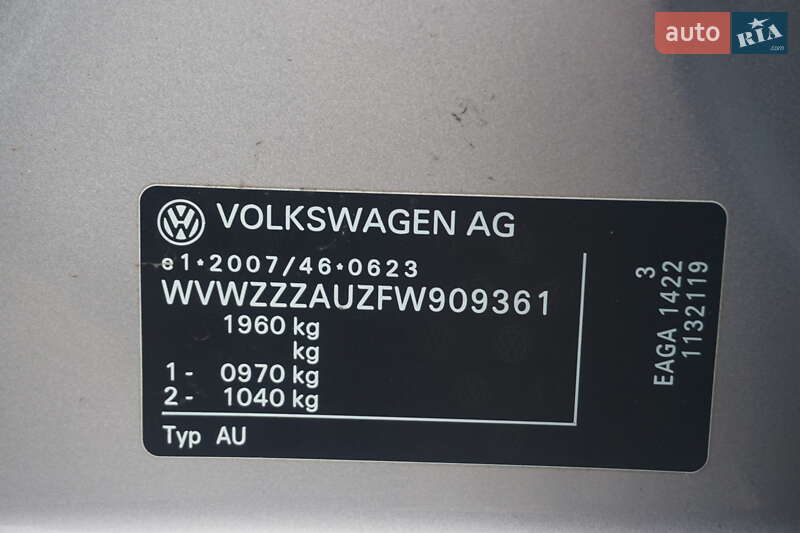 auto RIA .com
VOLKSWAGEN AG
e1*2007/46*0623
WVWZZZAUZFW909361
1960 kg
kg
1- 0970 kg
2- 1040 kg
Typ AU
3
EAGA 1422
1132119